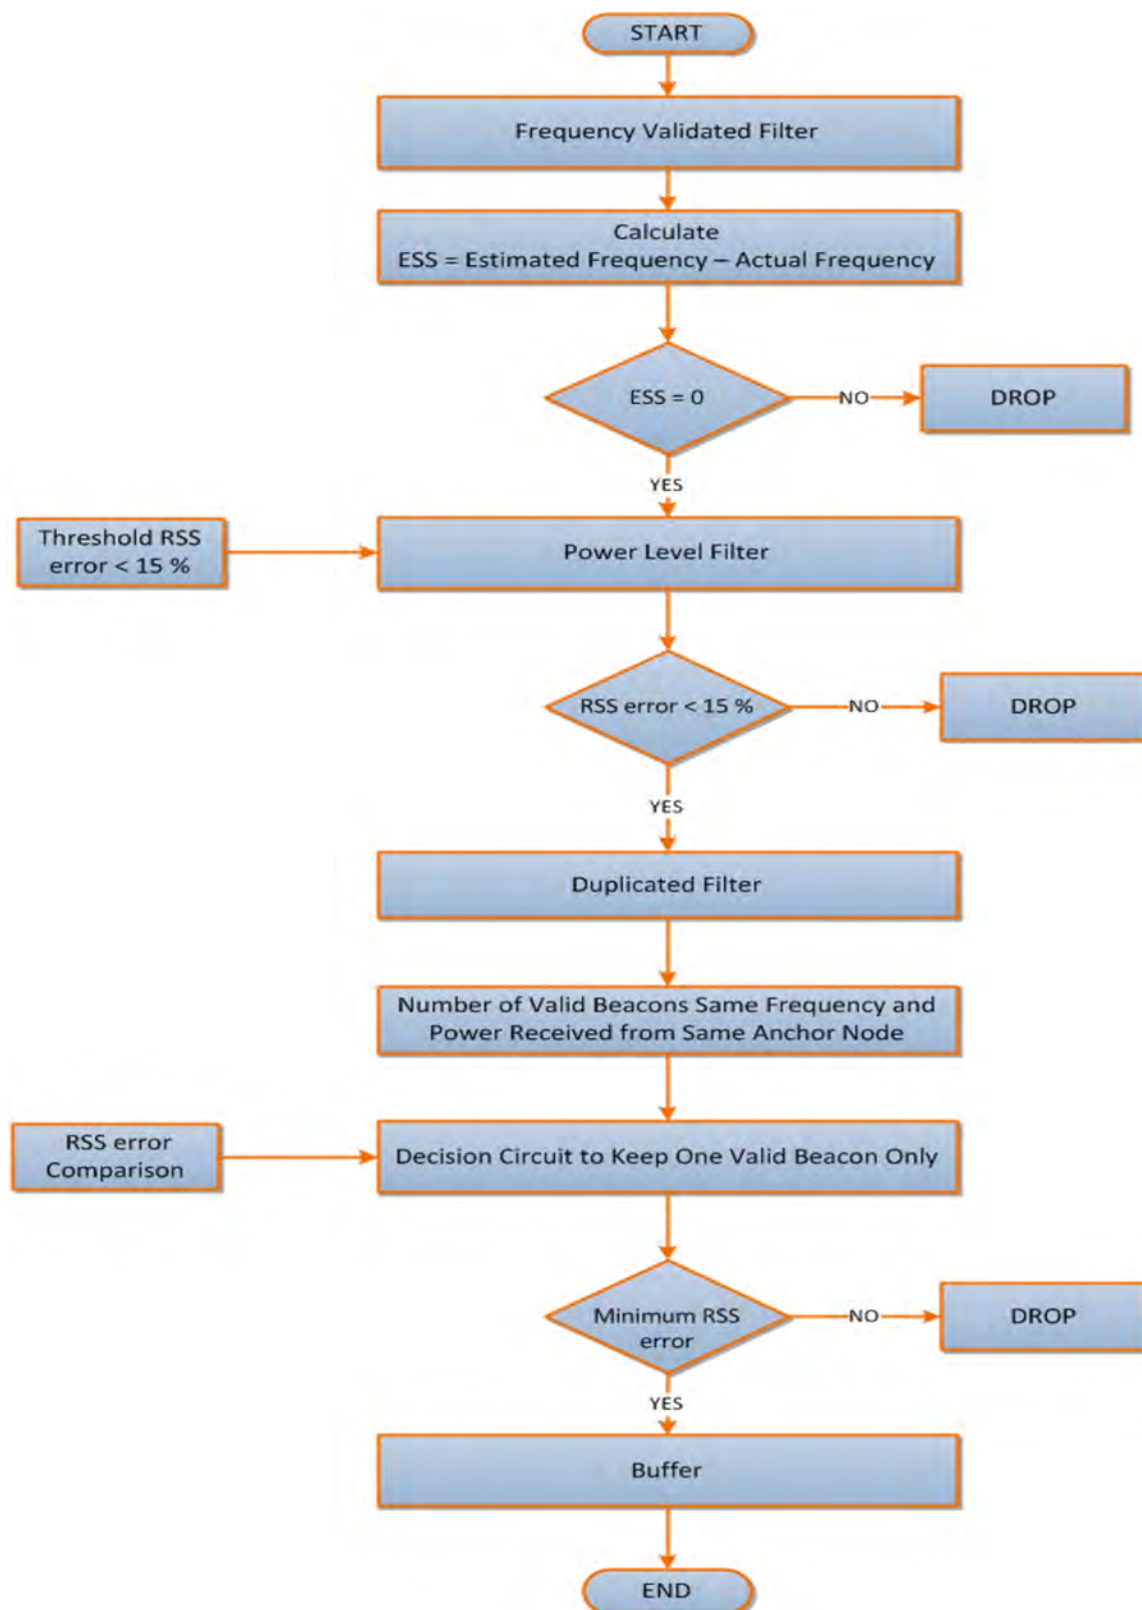 START
Frequency Validated Filter
Calculate
ESS = Estimated Frequency – Actual Frequency
ESS = 0
NO
DROP
YES
Threshold RSS
error < 15 %
Power Level Filter
RSS error < 15 %
NO
DROP
YES
Duplicated Filter
Number of Valid Beacons Same Frequency and
Power Received from Same Anchor Node
RSS error
Comparison
Decision Circuit to Keep One Valid Beacon Only
Minimum RSS
error
NO
DROP
YES
Buffer
END